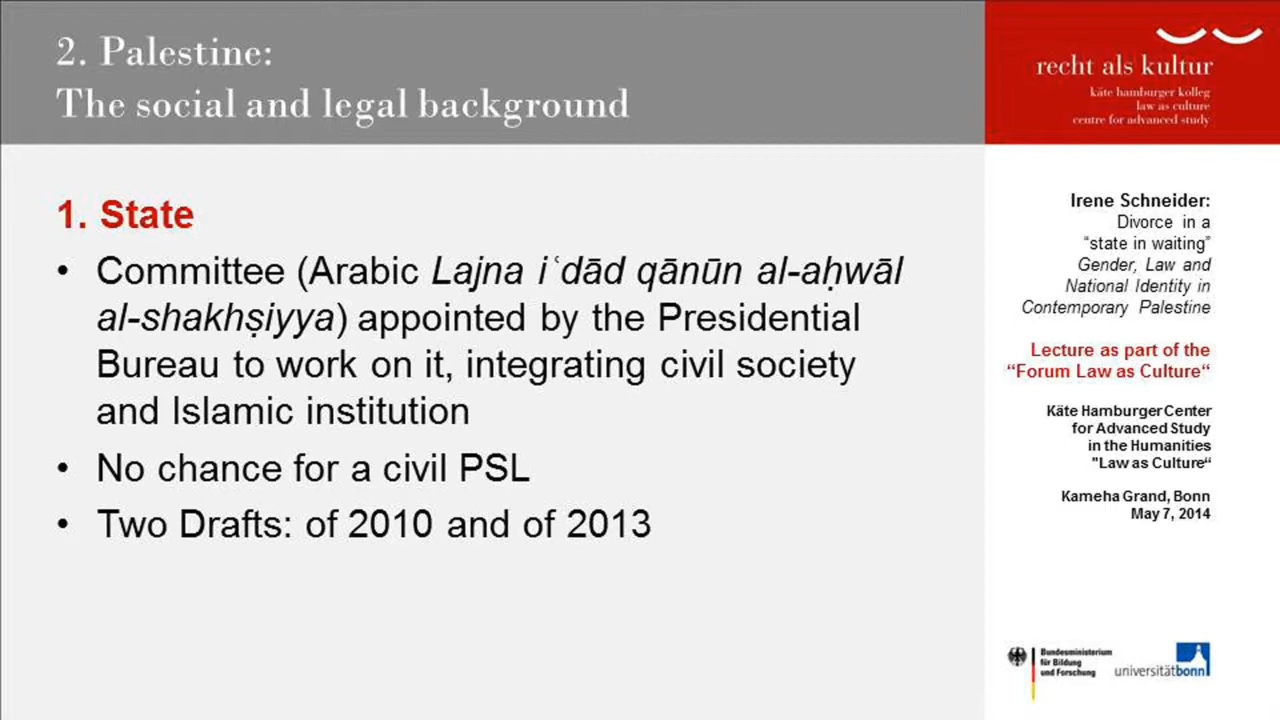 2. Palestine:
The social and legal background
1. State
• Committee (Arabic Lajna iʿdād qānūn al-aḥwāl
al-shakhṣiyya) appointed by the Presidential
Bureau to work on it, integrating civil society
and Islamic institution
• No chance for a civil PSL
• Two Drafts: of 2010 and of 2013
recht als kultur
käte hamburger kolleg
law as culture
centre for advanced study
Irene Schneider:
Divorce in a
“state in waiting”
Gender, Law and
National Identity in
Contemporary Palestine
Lecture as part of the
“Forum Law as Culture“
Käte Hamburger Center
for Advanced Study
in the Humanities
"Law as Culture“
Kameha Grand, Bonn
May 7, 2014
Bundesministerium
für Bildung
und Forschung
universitätbonn